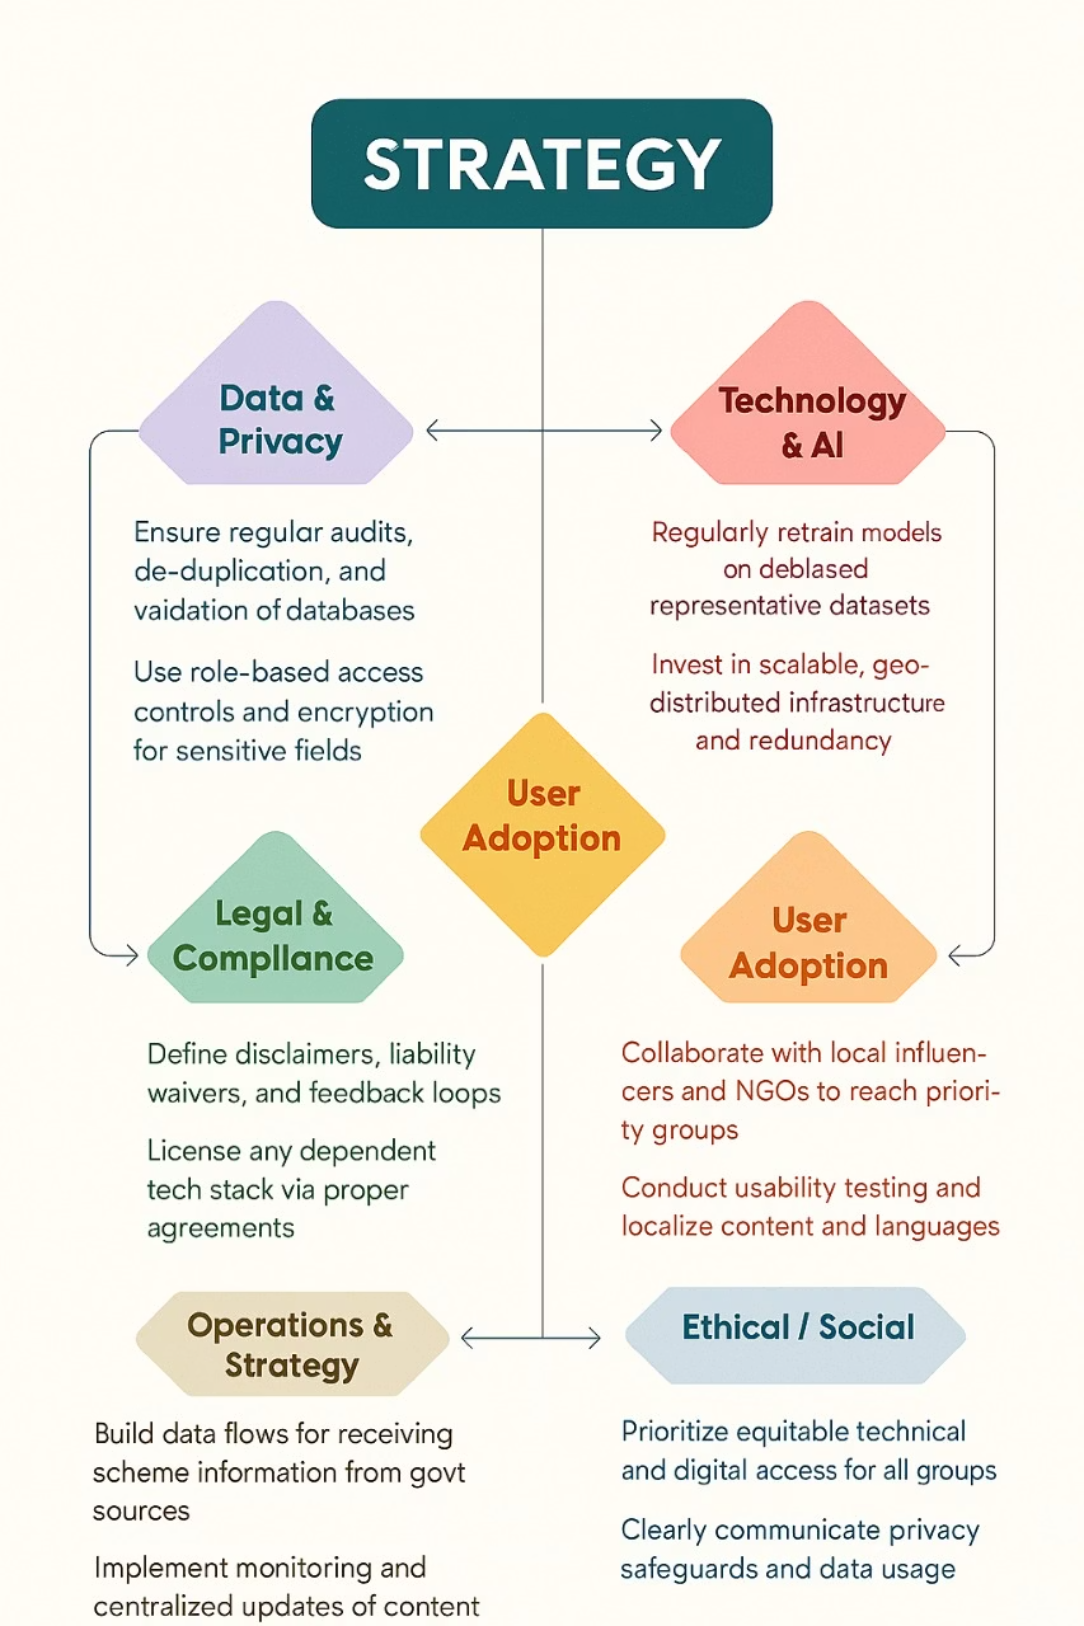 STRATEGY
Data &
Privacy
Ensure regular audits,
de-duplication, and
vaidation of databases
Use role-based access
controls and encryption
for sensitive fields
Technology
& AI
Regularly retrain models
on deblased
representative datasets
Invest in scalable, geo-
distributed infrastructure
and redundancy
User
Adoption
Legal &
Compllance
Define disclaimers, liability
waivers, and feedback loops
License any dependent
tech stack via proper
agreements
User
Adoption
Collaborate with local influen-
cers and NGOs to reach priori-
ty groups
Conduct usability testing and
localize content and languages
Operations &
Strategy
Build data flows for receiving
scheme information from govt
sources
Implement monitoring and
centralized updates of content
Ethical / Social
Prioritize equitable technical
and digital access for all groups
Clearly communicate privacy
safeguards and data usage